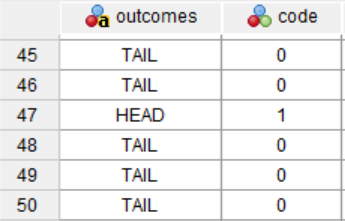 outcomes code
45 TAIL 0
46 TAIL 0
47 HEAD 1
48 TAIL 0
49 TAIL 0
50 TAIL 0